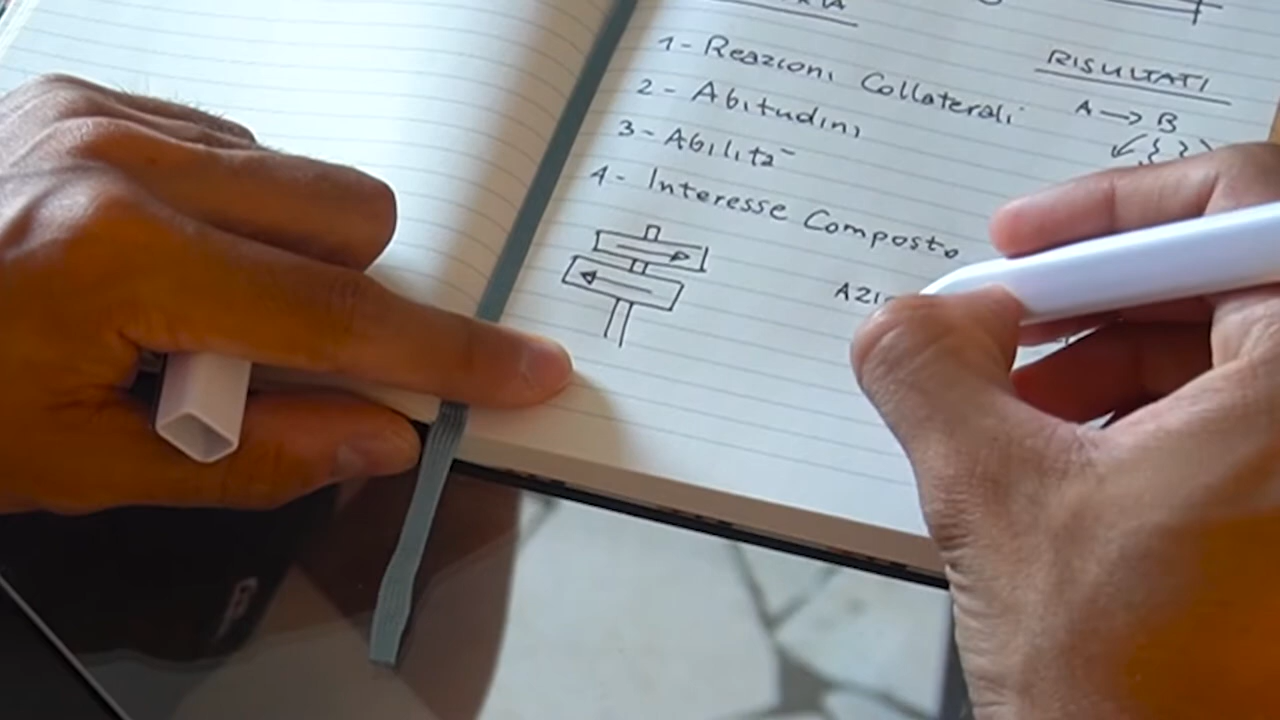 1- Reazioni Collaterali
2- Abitudini
3- Abilità
4- Interesse Composto
RISULTATI
A → B